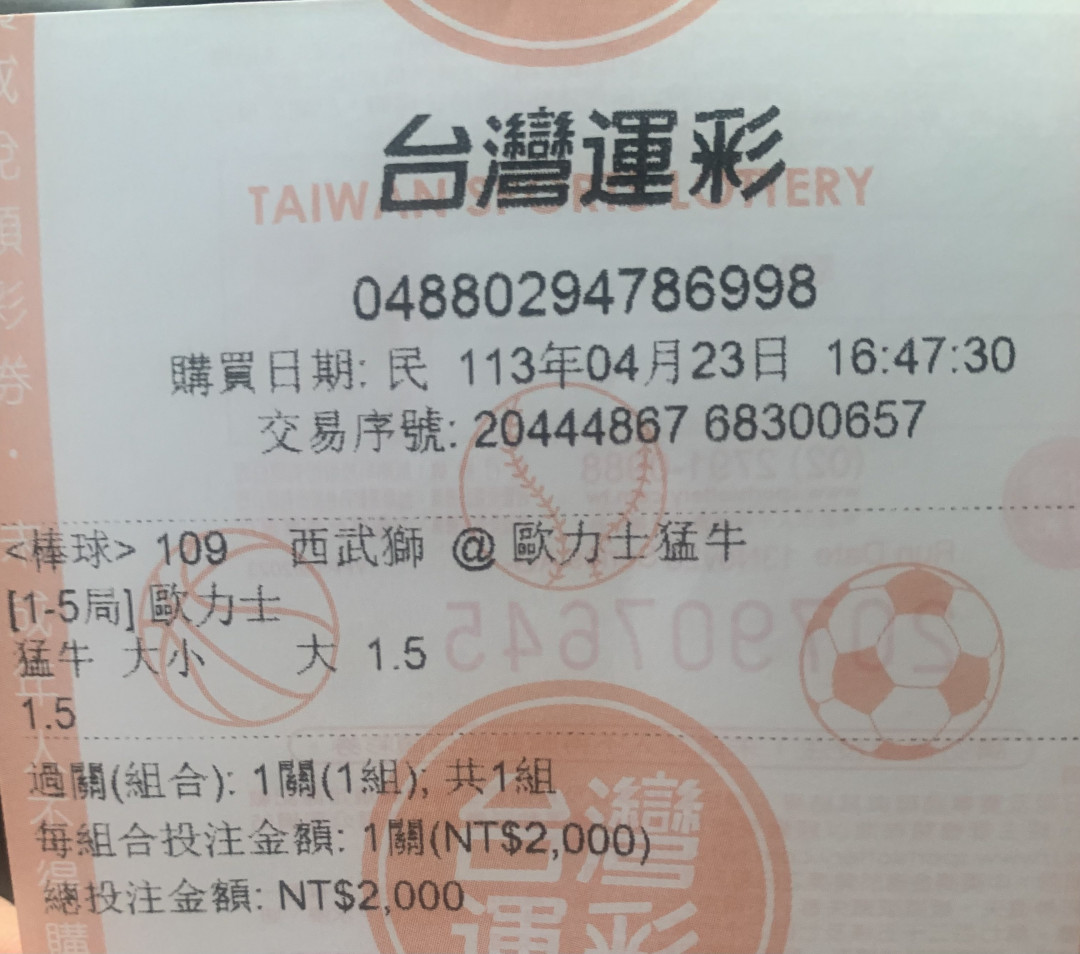 台灣運彩
TAIWAN SPORTS LOTTERY
04880294786998
購買日期: 民 113年04月23日 16:47:30
交易序號: 20444867 68300657
<棒球> 109 西武獅 @ 歐力士猛牛
[1-5局] 歐力士
猛牛 大小 大 1.5
1.5
過關(組合): 1關(1組); 共1組
每組合投注金額: 1關(NT$2,000)
總投注金額: NT$2,000
台灣
運彩